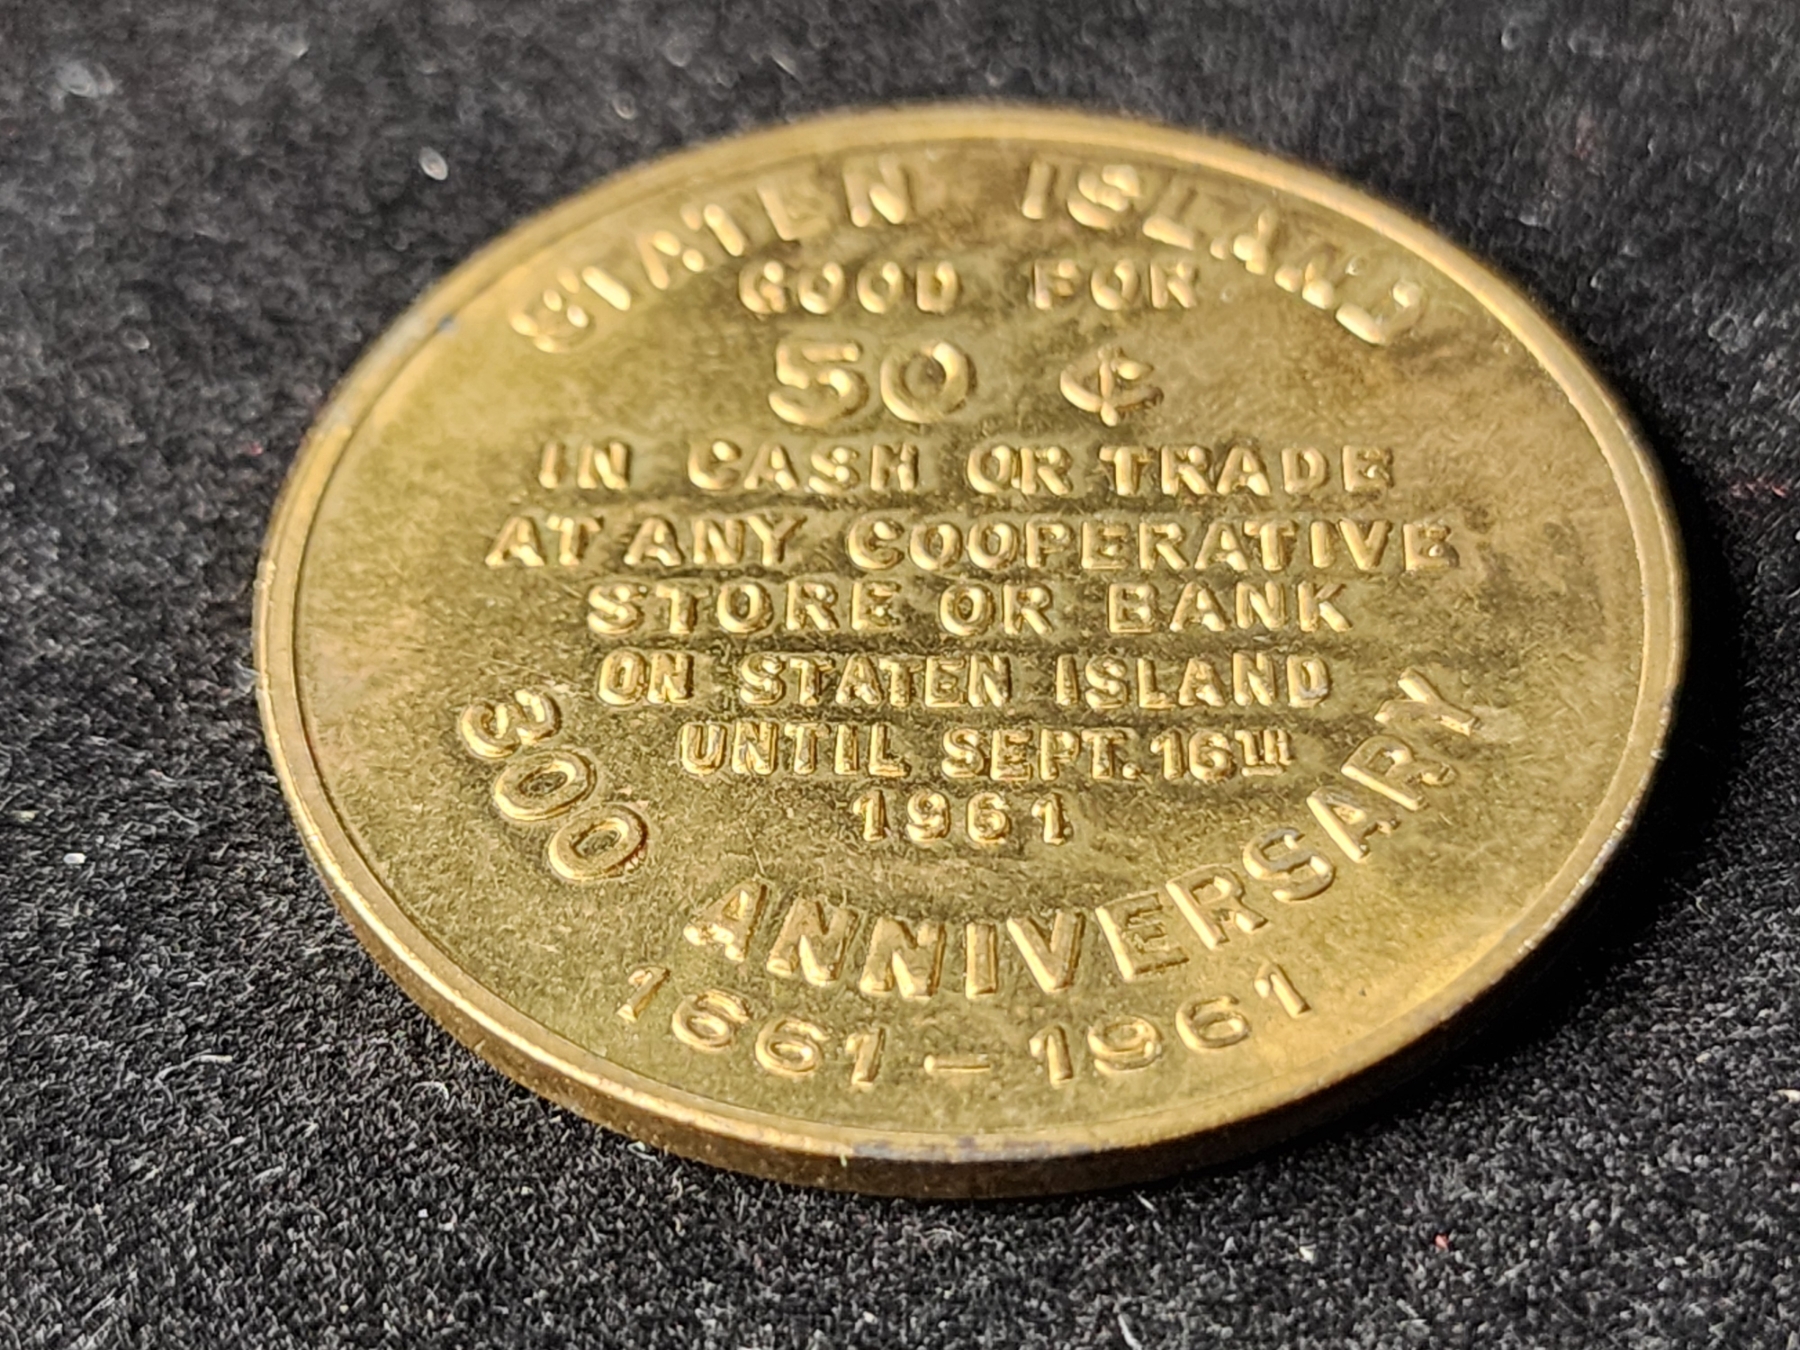 STATEN ISLAND
GOOD FOR
50 ¢
IN CASH OR TRADE
AT ANY COOPERATIVE
STORE OR BANK
ON STATEN ISLAND
UNTIL SEPT. 16TH
1961
300 ANNIVERSARY
1661-1961